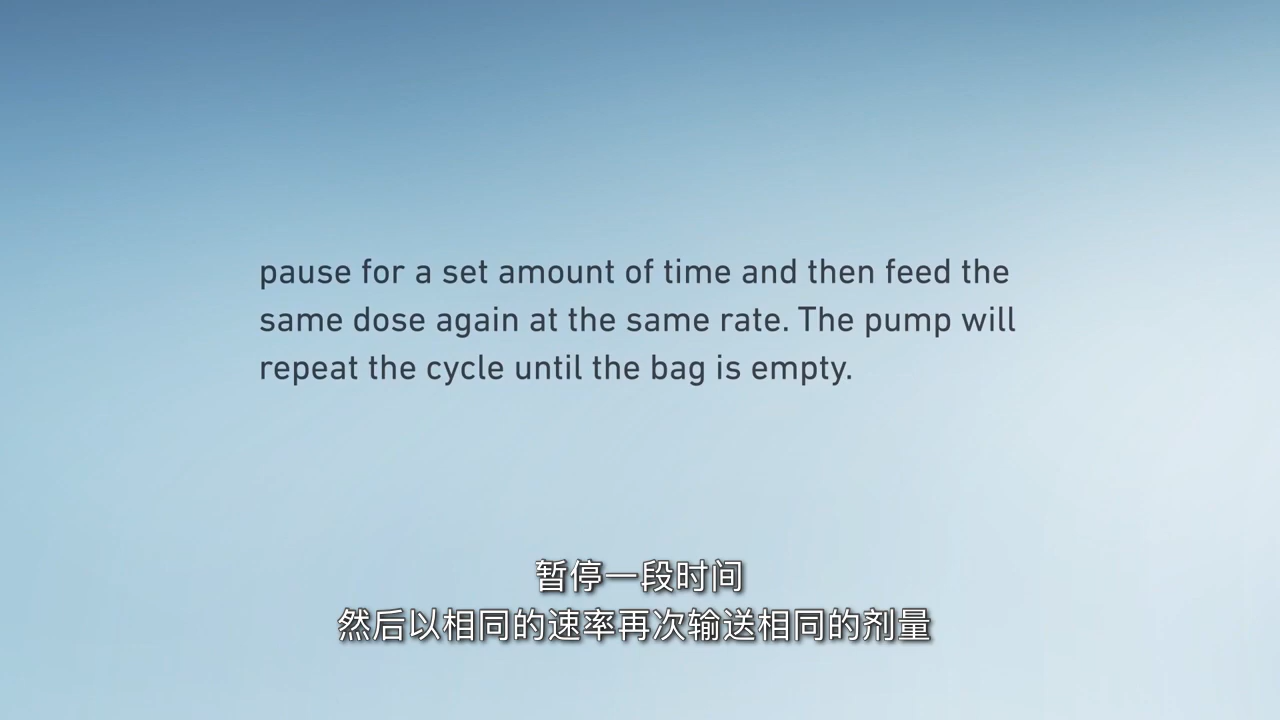 pause for a set amount of time and then feed the
same dose again at the same rate. The pump will
repeat the cycle until the bag is empty.
暂停一段时间
然后以相同的速率再次输送相同的剂量